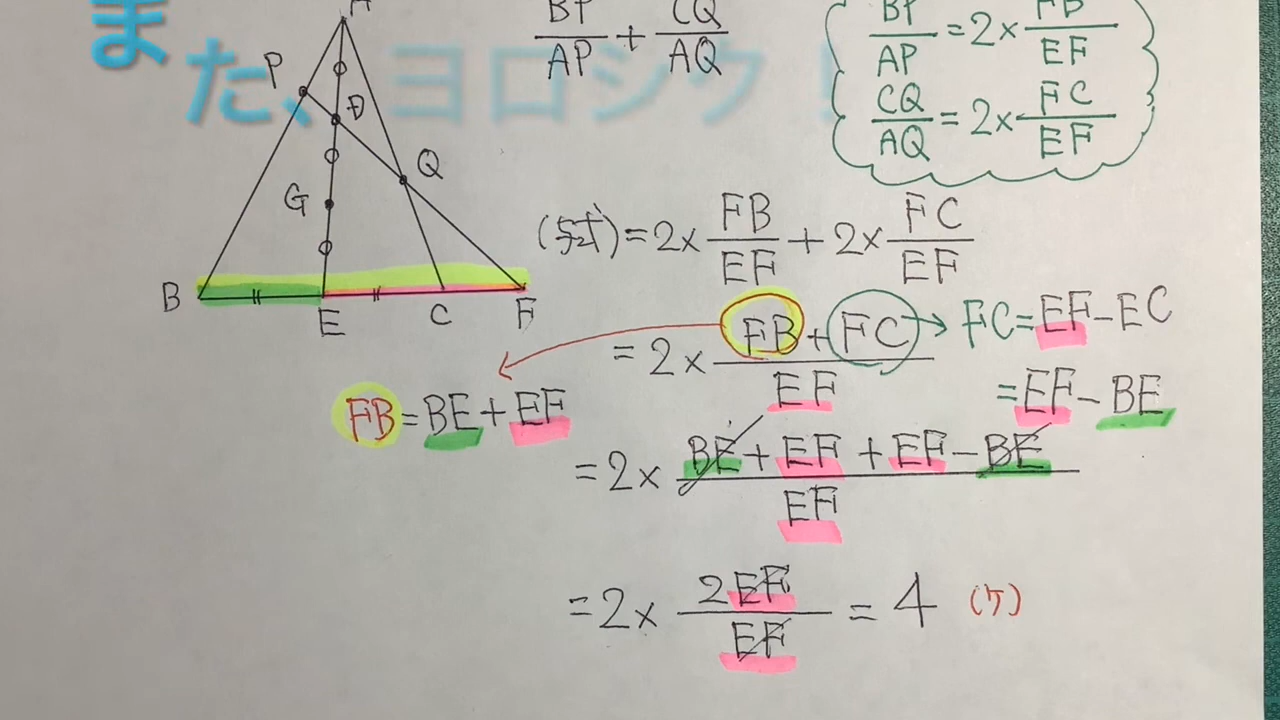 ま
た、ヨロシク!
A
P
D
Q
G
B E C F
BP/AP + CQ/AQ
BP/AP = 2× FB/EF
CQ/AQ = 2× FC/EF
(与式) = 2× FB/EF + 2× FC/EF
= 2× (FB + FC)/EF
FC = EF - EC
= EF - BE
FB = BE + EF
= 2× (BE + EF + EF - BE)/EF
= 2× 2EF/EF = 4 (ケ)